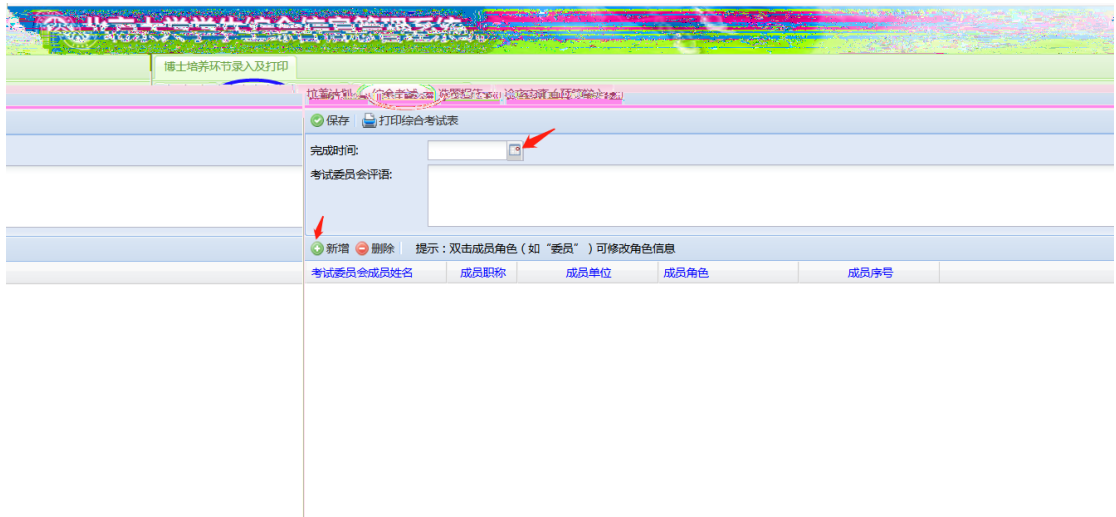 博士培养环节录入及打印
保存 打印综合考试表
完成时间:
考试委员会评语:
新增 删除 提示：双击成员角色（如“委员”）可修改角色信息
考试委员会成员姓名 成员职称 成员单位 成员角色 成员序号